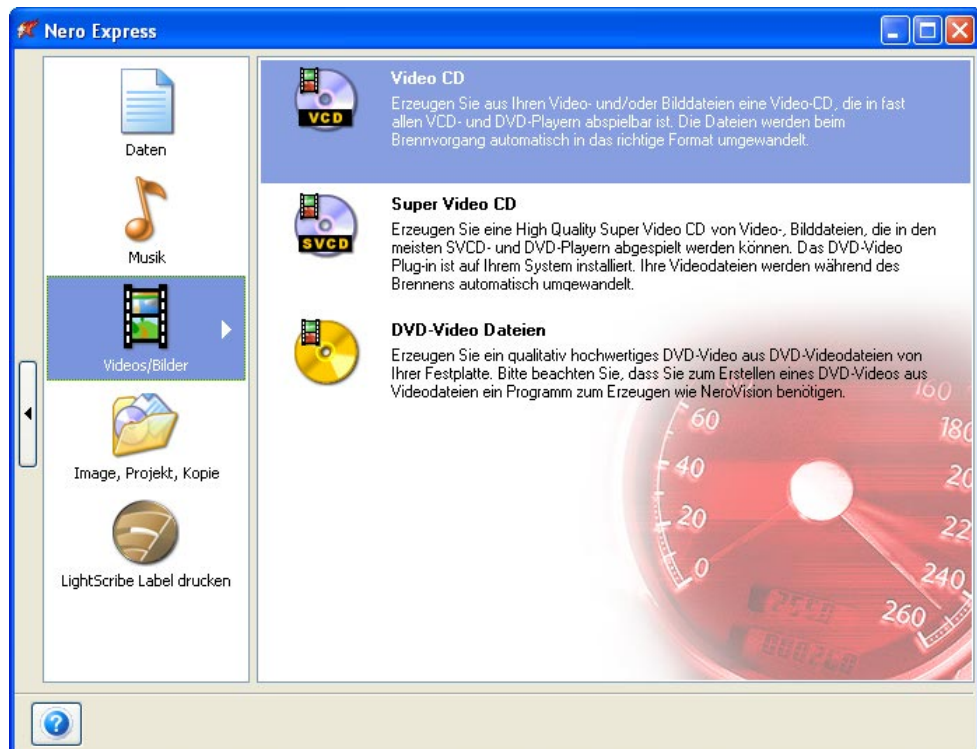 Nero Express
Daten
Musik
Videos/Bilder
Image, Projekt, Kopie
LightScribe Label drucken
VCD
Video CD
Erzeugen Sie aus Ihren Video- und/oder Bilddateien eine Video-CD, die in fast
allen VCD- und DVD-Playern abspielbar ist. Die Dateien werden beim
Brennvorgang automatisch in das richtige Format umgewandelt.
SVCD
Super Video CD
Erzeugen Sie eine High Quality Super Video CD von Video-, Bilddateien, die in den
meisten SVCD- und DVD-Playern abgespielt werden können. Das DVD-Video
Plug-in ist auf Ihrem System installiert. Ihre Videodateien werden während des
Brennens automatisch umgewandelt.
DVD-Video Dateien
Erzeugen Sie ein qualitativ hochwertiges DVD-Video aus DVD-Videodateien von
Ihrer Festplatte. Bitte beachten Sie, dass Sie zum Erstellen eines DVD-Videos aus
Videodateien ein Programm zum Erzeugen wie NeroVision benötigen.
0
20
40
60
160
180
240
260